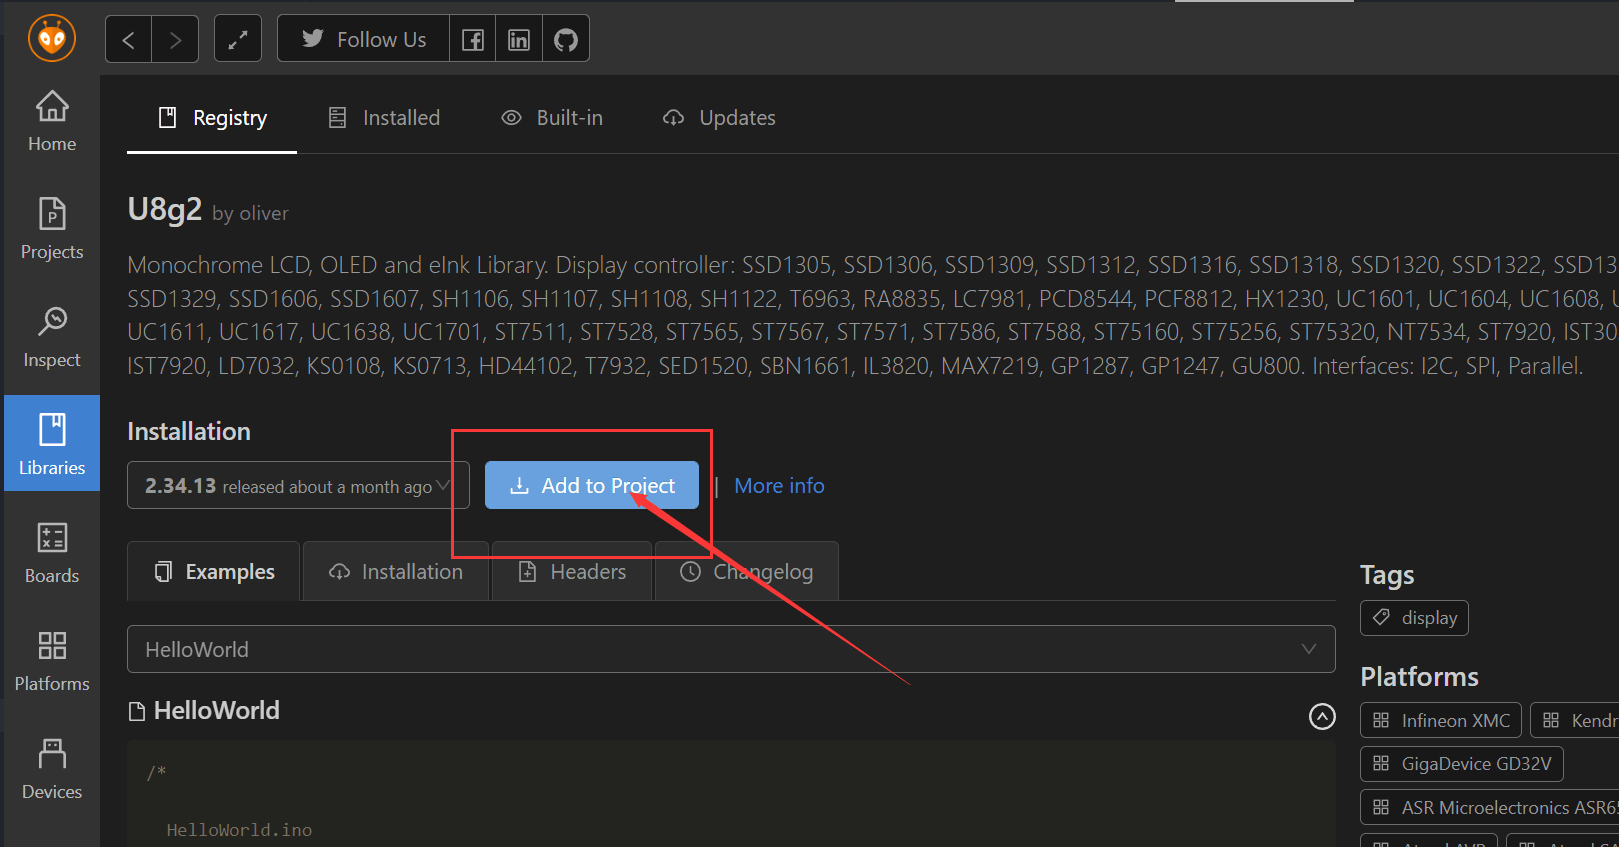 Follow Us
Home
Projects
Inspect
Libraries
Boards
Platforms
Devices
Registry
Installed
Built-in
Updates
U8g2 by oliver
Monochrome LCD, OLED and eInk Library. Display controller: SSD1305, SSD1306, SSD1309, SSD1312, SSD1316, SSD1318, SSD1320, SSD1322, SSD13
SSD1329, SSD1606, SSD1607, SH1106, SH1107, SH1108, SH1122, T6963, RA8835, LC7981, PCD8544, PCF8812, HX1230, UC1601, UC1604, UC1608,
UC1611, UC1617, UC1638, UC1701, ST7511, ST7528, ST7565, ST7567, ST7571, ST7586, ST7588, ST75160, ST75256, ST75320, NT7534, ST7920, IST30
IST7920, LD7032, KS0108, KS0713, HD44102, T7932, SED1520, SBN1661, IL3820, MAX7219, GP1287, GP1247, GU800. Interfaces: I2C, SPI, Parallel.
Installation
2.34.13 released about a month ago
Add to Project
| More info
Examples
Installation
Headers
Changelog
HelloWorld
HelloWorld
/*
HelloWorld.ino
Tags
display
Platforms
Infineon XMC
Kendr
GigaDevice GD32V
ASR Microelectronics ASR65